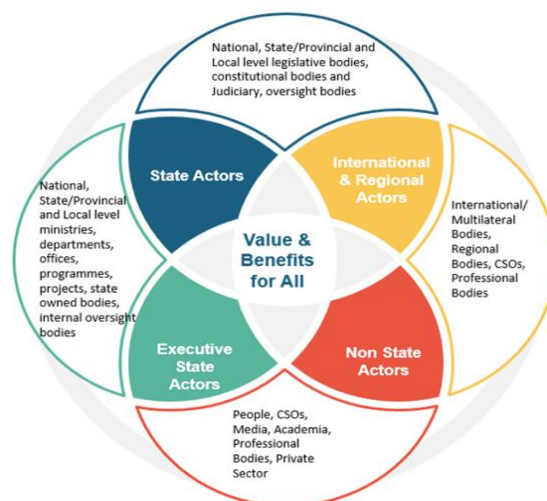 National, State/Provincial and
Local level legislative bodies,
constitutional bodies and
Judiciary, oversight bodies
State Actors
International
& Regional
Actors
National,
State/Provincial
and Local level
ministries,
departments,
offices,
programmes,
projects, state
owned bodies,
internal oversight
bodies
Value &
Benefits
for All
International/
Multilateral
Bodies,
Regional
Bodies, CSOs,
Professional
Bodies
Executive
State
Actors
Non State
Actors
People, CSOs,
Media, Academia,
Professional
Bodies, Private
Sector